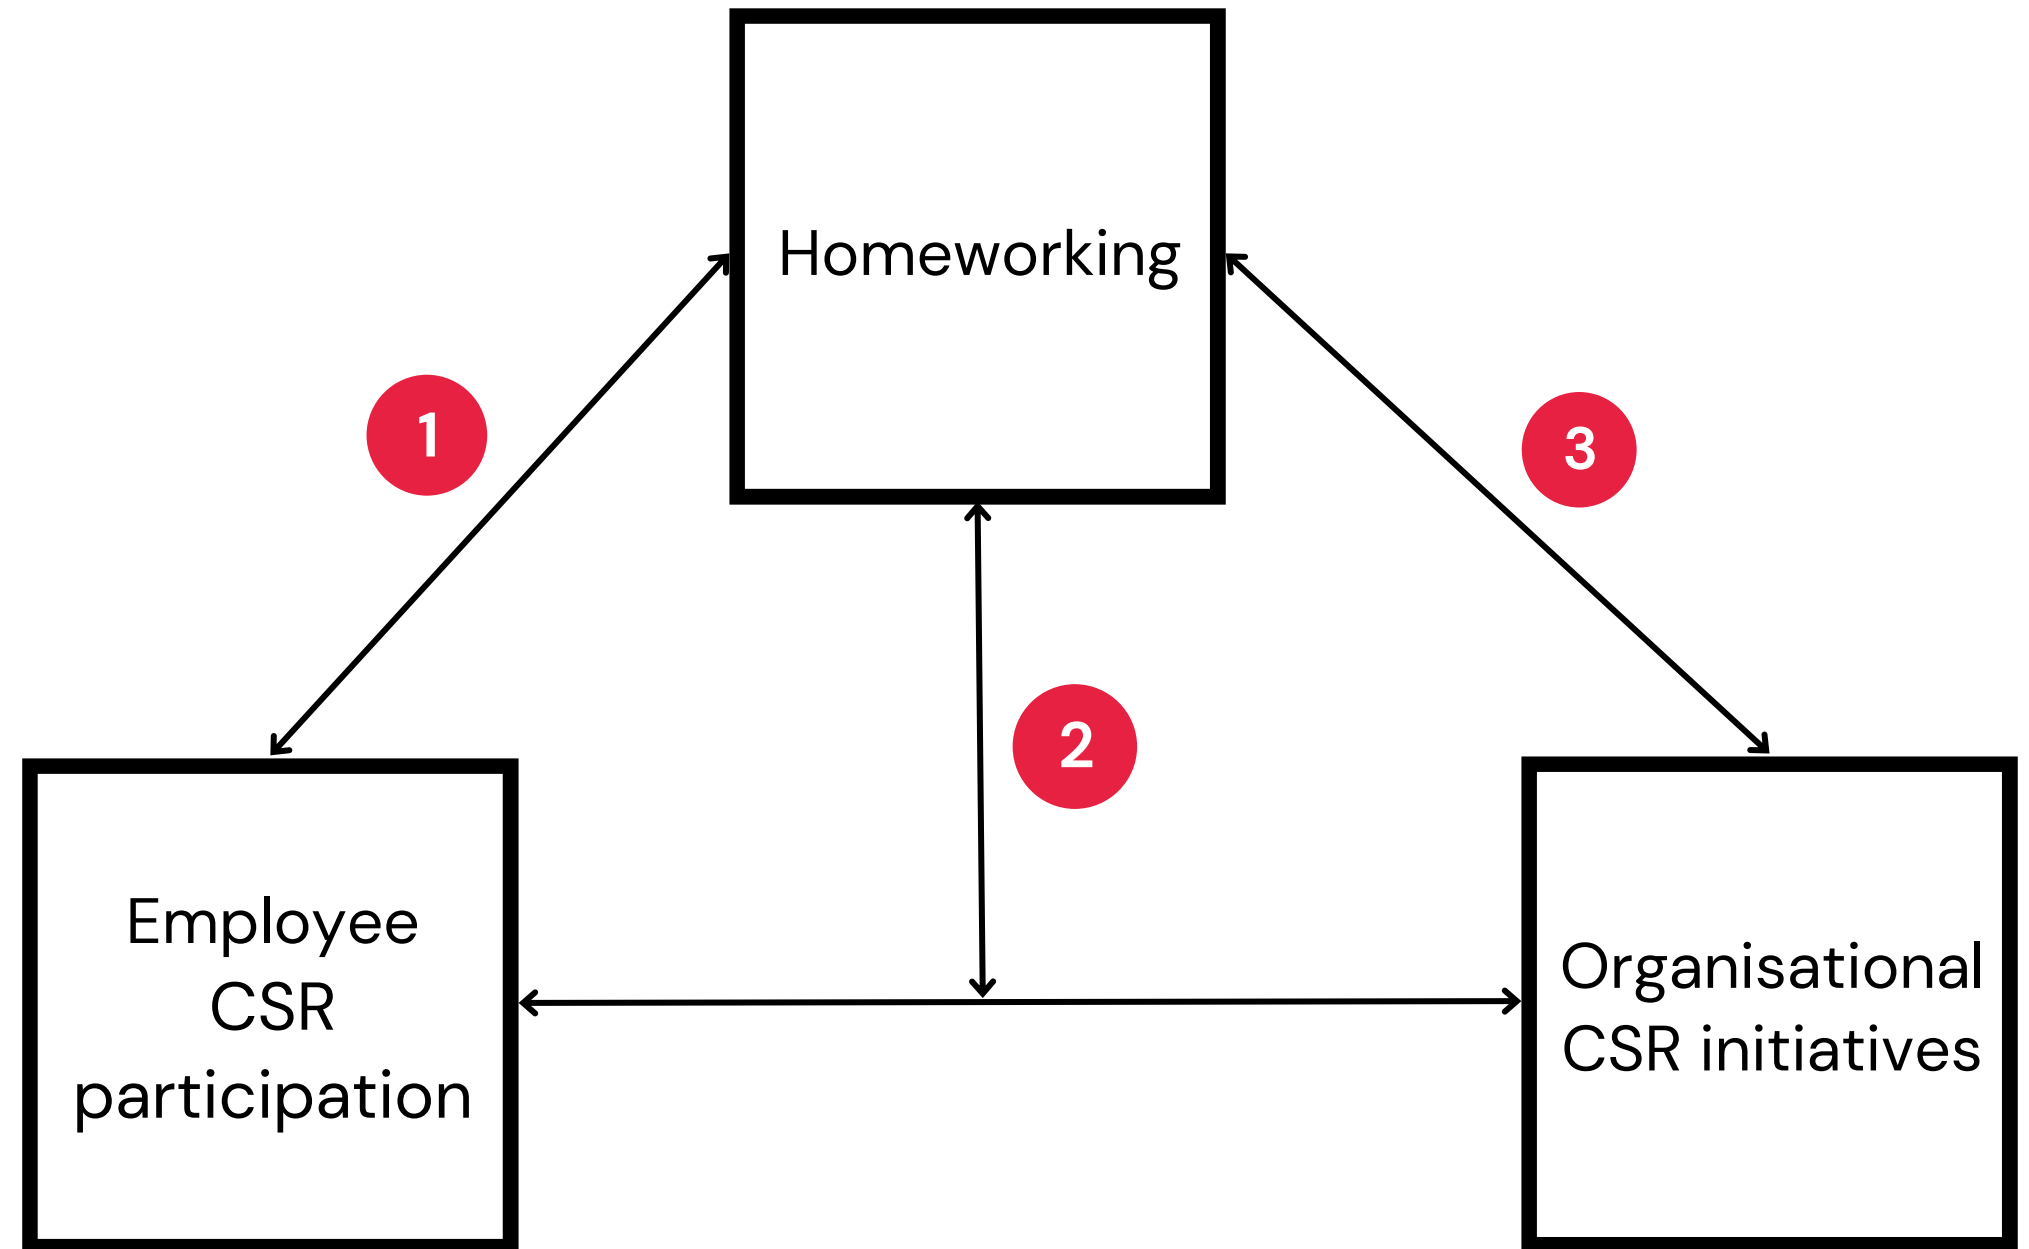 Homeworking
1
3
2
Employee
CSR
participation
Organisational
CSR initiatives